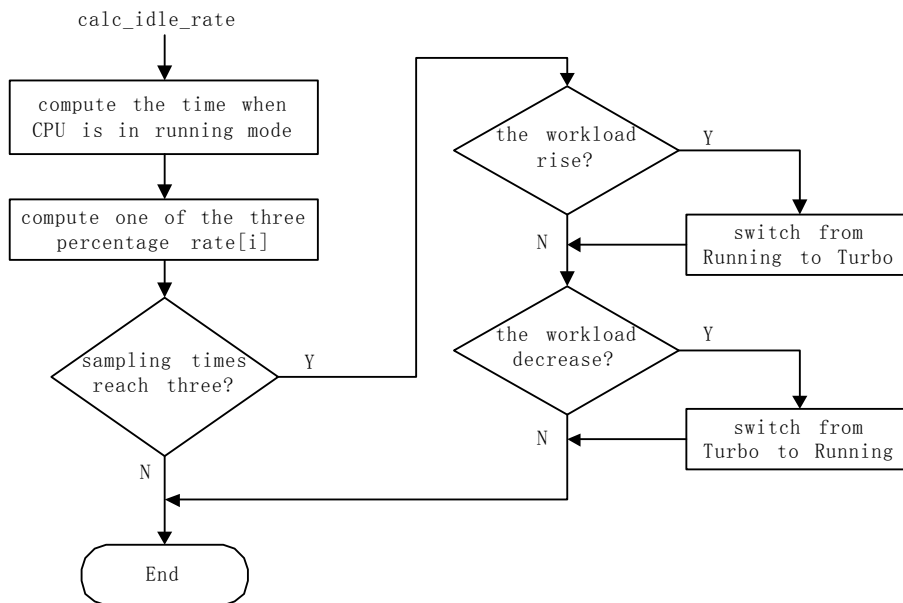 calc_idle_rate
compute the time when
CPU is in running mode
compute one of the three
percentage rate[i]
sampling times
reach three?
Y
N
End
the workload
rise?
Y
N
switch from
Running to Turbo
the workload
decrease?
Y
N
switch from
Turbo to Running